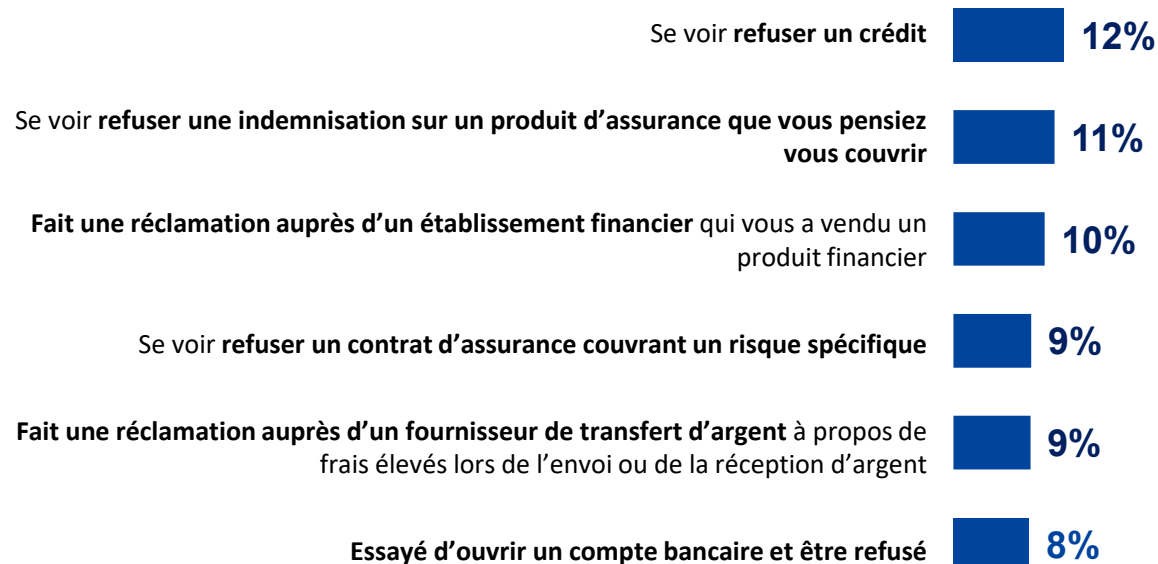 Se voir refuser un crédit
12%
Se voir refuser une indemnisation sur un produit d’assurance que vous pensiez
vous couvrir
11%
Fait une réclamation auprès d’un établissement financier qui vous a vendu un
produit financier
10%
Se voir refuser un contrat d’assurance couvrant un risque spécifique
9%
Fait une réclamation auprès d’un fournisseur de transfert d’argent à propos de
frais élevés lors de l’envoi ou de la réception d’argent
9%
Essayé d’ouvrir un compte bancaire et être refusé
8%